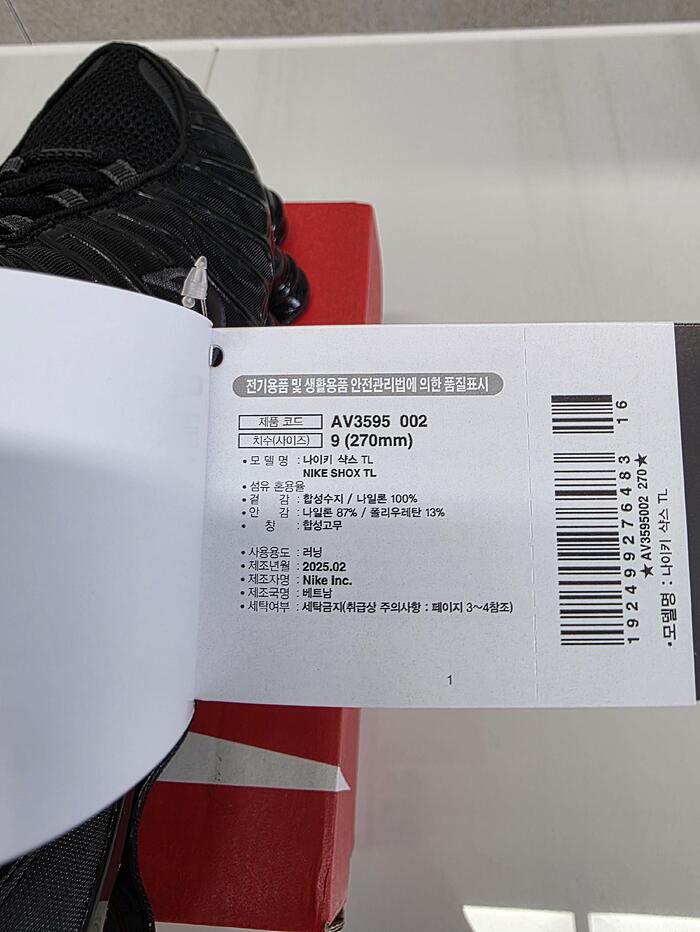 전기용품 및 생활용품 안전관리법에 의한 품질표시
제품 코드 AV3595 002
치수(사이즈) 9 (270mm)
• 모 델 명 : 나이키 샥스 TL
NIKE SHOX TL
• 섬유 혼용율
• 겉 감 : 합성수지 / 나일론 100%
• 안 감 : 나일론 87% / 폴리우레탄 13%
• 창 : 합성고무
• 사용용도 : 러닝
• 제조년월 : 2025.02
• 제조자명 : Nike Inc.
• 제조국명 : 베트남
• 세탁여부 : 세탁금지(취급상 주의사항 : 페이지 3~4참조)
1
16
192499276483
★ AV3595002 270 ★
• 모델명 : 나이키 샥스 TL